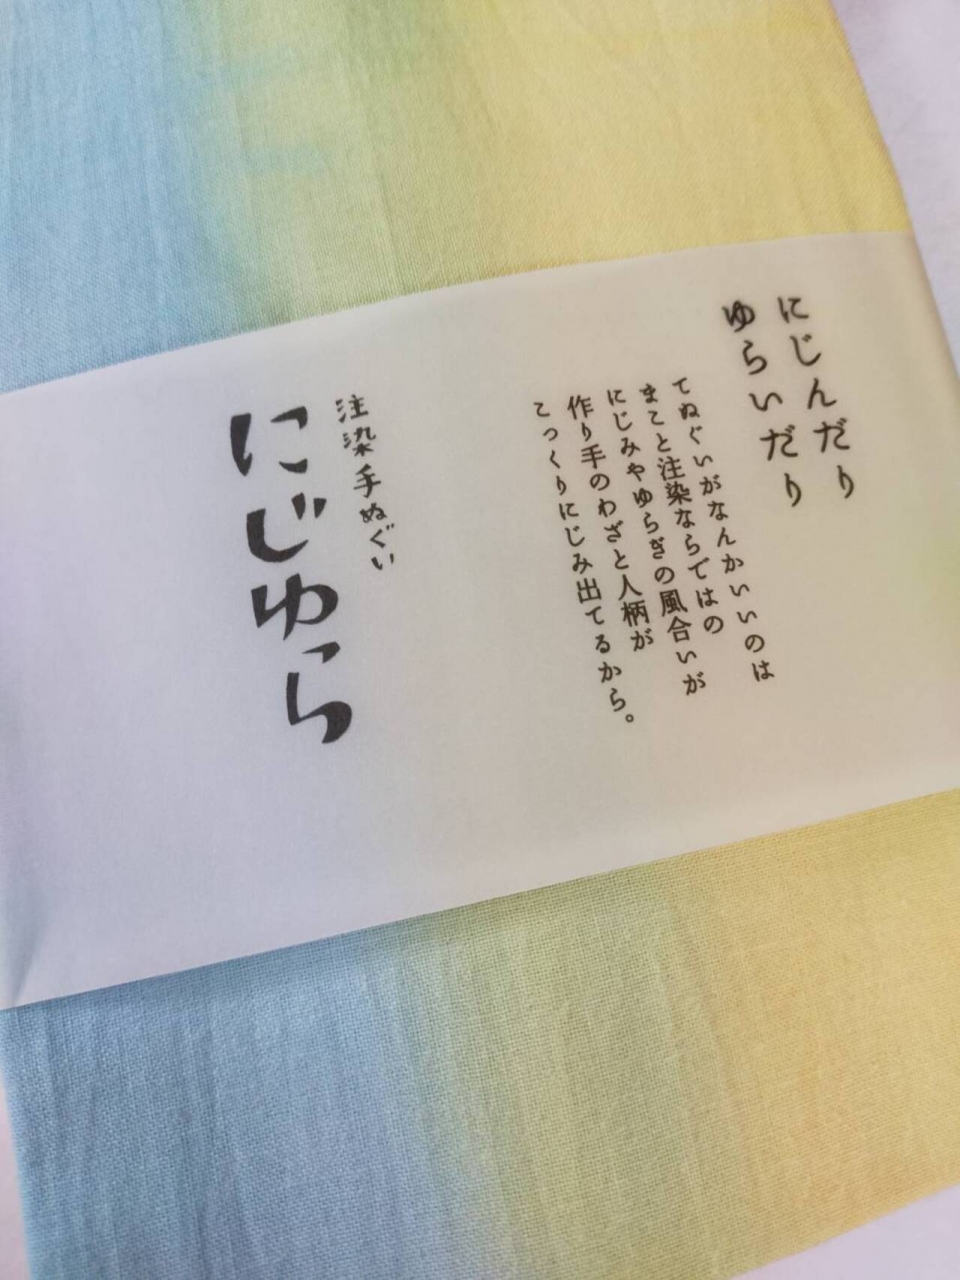 にじんだり
ゆらいだり
てぬぐいがなんかいいのは
まこと注染ならではの
にじみやゆらぎの風合いが
作り手のわざと人柄が
こっくりにじみ出てるから。
注染手ぬぐい
にじゆら